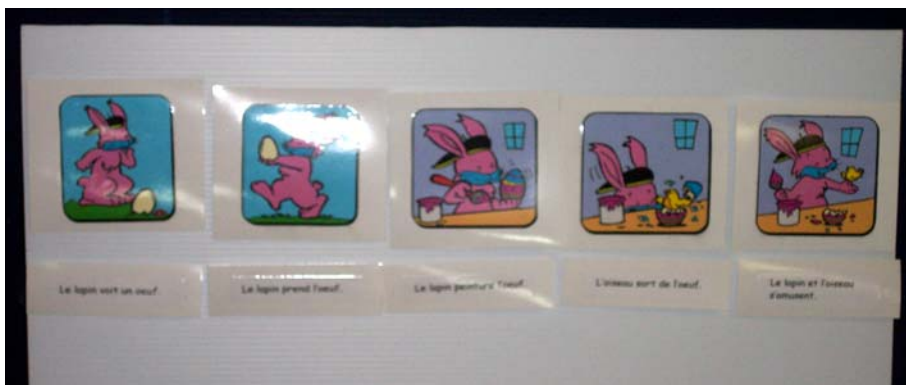 Le lapin voit un oeuf.
Le lapin prend l'oeuf.
Le lapin peinture l'oeuf.
L'oiseau sort de l'oeuf.
Le lapin et l'oiseau
s'amusent.